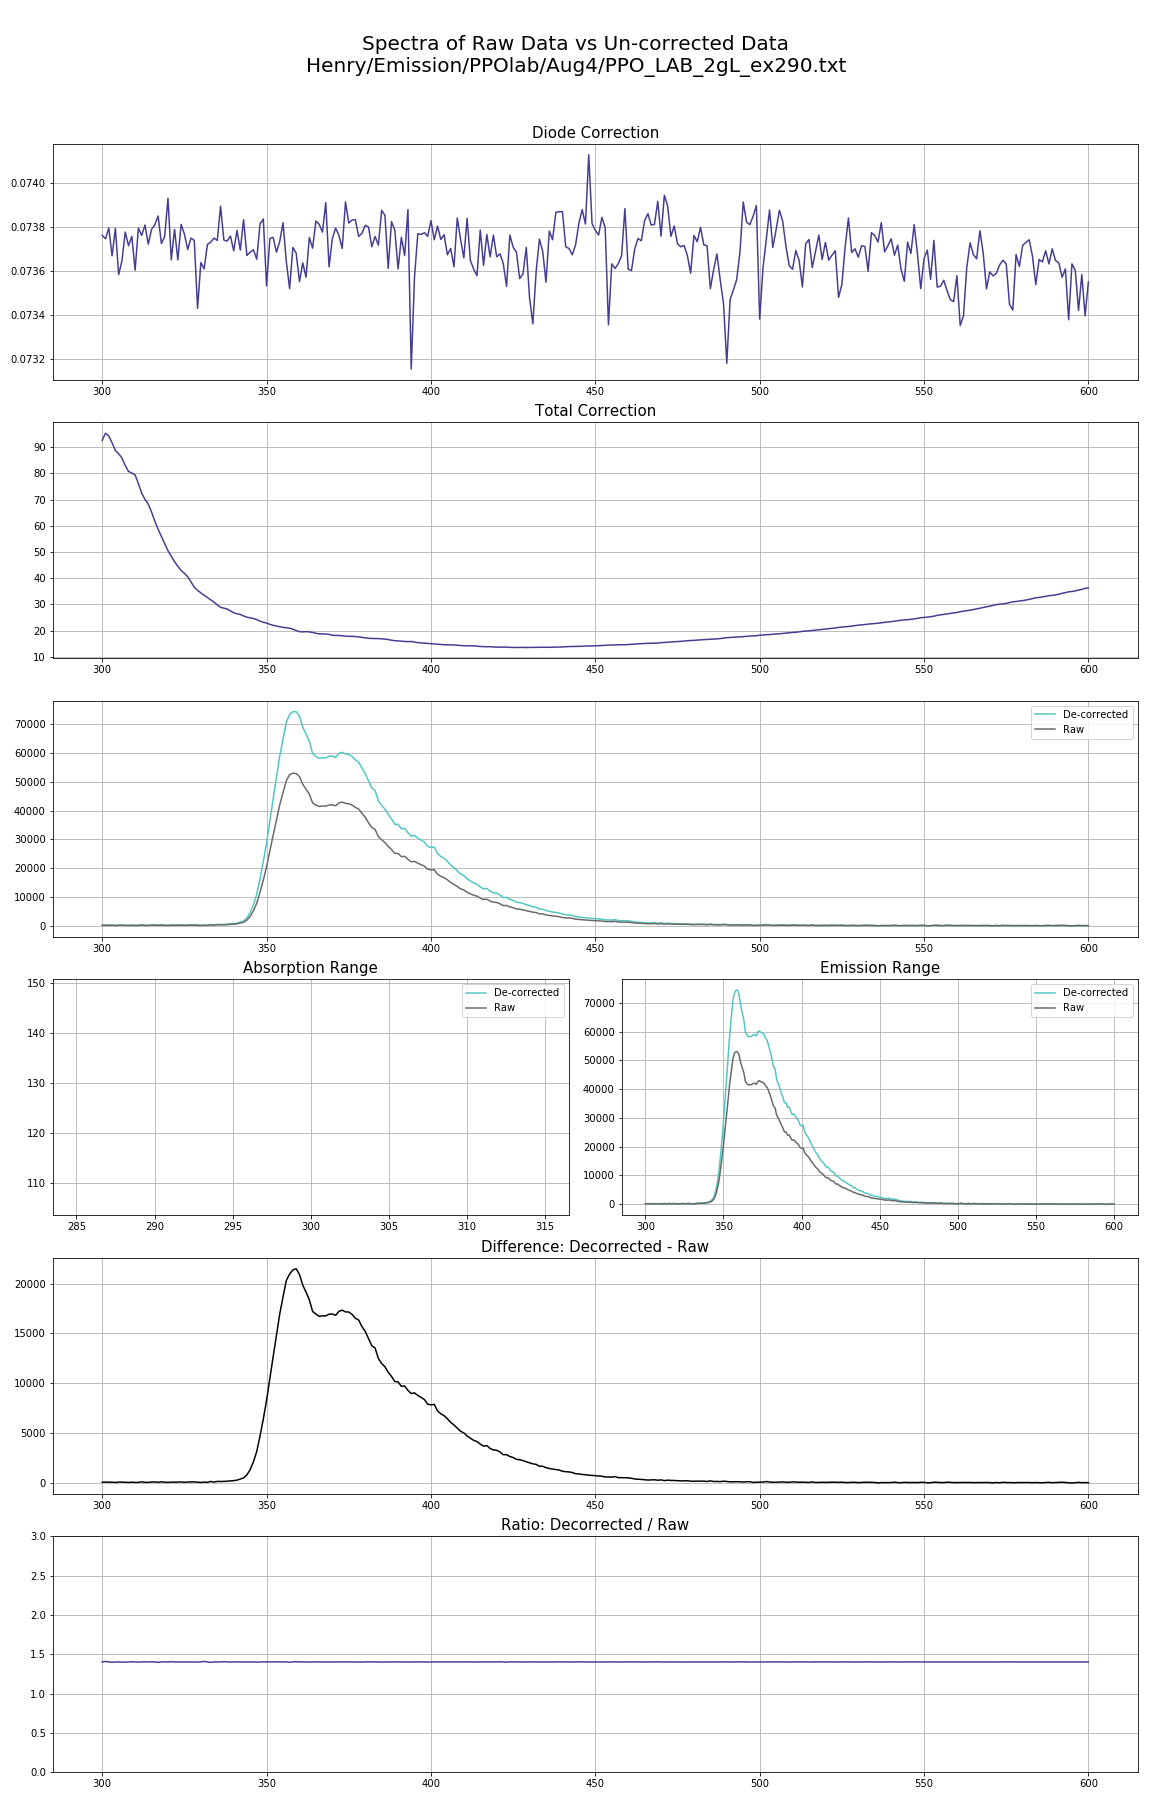 Spectra of Raw Data vs Un-corrected Data
Henry/Emission/PPOlab/Aug4/PPO_LAB_2gL_ex290.txt
Diode Correction
0.0740
0.0738
0.0736
0.0734
0.0732
300 350 400 450 500 550 600
Total Correction
90
80
70
60
50
40
30
20
10
300 350 400 450 500 550 600
De-corrected
Raw
70000
60000
50000
40000
30000
20000
10000
0
300 350 400 450 500 550 600
Absorption Range
De-corrected
Raw
150
140
130
120
110
285 290 295 300 305 310 315
Emission Range
De-corrected
Raw
70000
60000
50000
40000
30000
20000
10000
0
300 350 400 450 500 550 600
Difference: Decorrected - Raw
20000
15000
10000
5000
0
300 350 400 450 500 550 600
Ratio: Decorrected / Raw
3.0
2.5
2.0
1.5
1.0
0.5
0.0
300 350 400 450 500 550 600